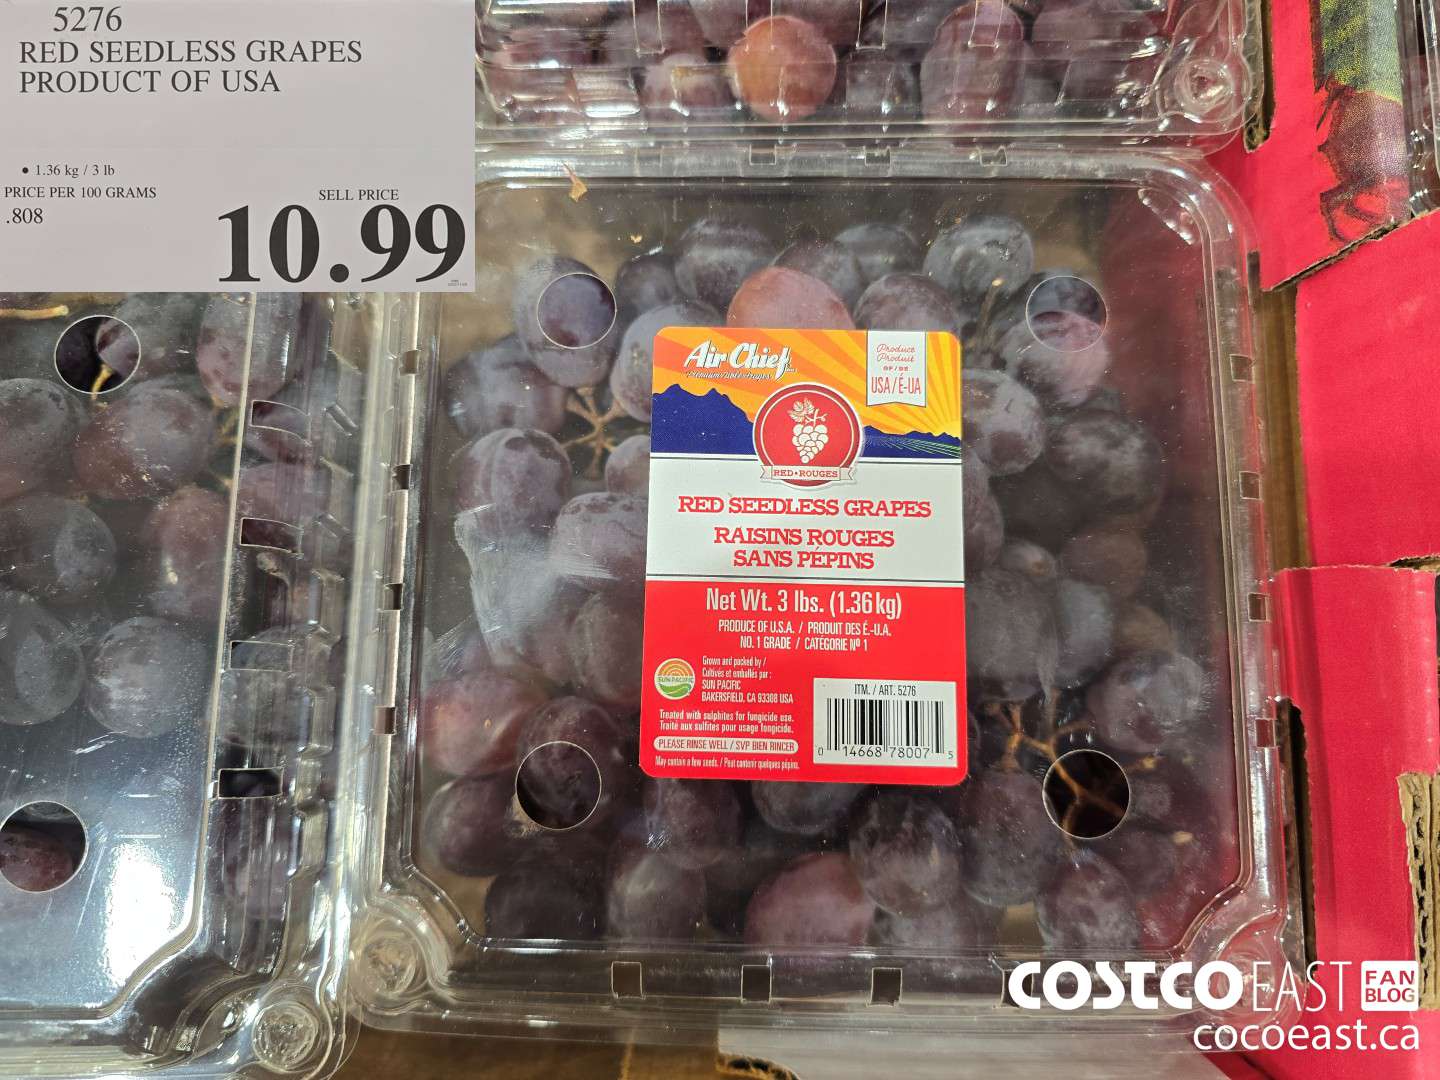 5276
RED SEEDLESS GRAPES
PRODUCT OF USA
• 1.36 kg / 3 lb
PRICE PER 100 GRAMS
.808
SELL PRICE
10.99
Air Chief
Produce
Produit
OF / DE
USA / É-UA
RED • ROUGES
RED SEEDLESS GRAPES
RAISINS ROUGES
SANS PÉPINS
Net Wt. 3 lbs. (1.36 kg)
PRODUCE OF U.S.A. / PRODUIT DES É.-U.A.
NO. 1 GRADE / CATÉGORIE Nº 1
Grown and packed by /
Cultivés et emballés par :
SUN PACIFIC
BAKERSFIELD, CA 93308 USA
SUN PACIFIC
Treated with sulphites for fungicide use.
Traité aux sulfites pour usage fongicide.
PLEASE RINSE WELL / SVP BIEN RINCER
May contain a few seeds. / Peut contenir quelques pépins.
ITM. / ART. 5276
0 14668 78007 5
COSTCO EAST FAN BLOG
cocoeast.ca